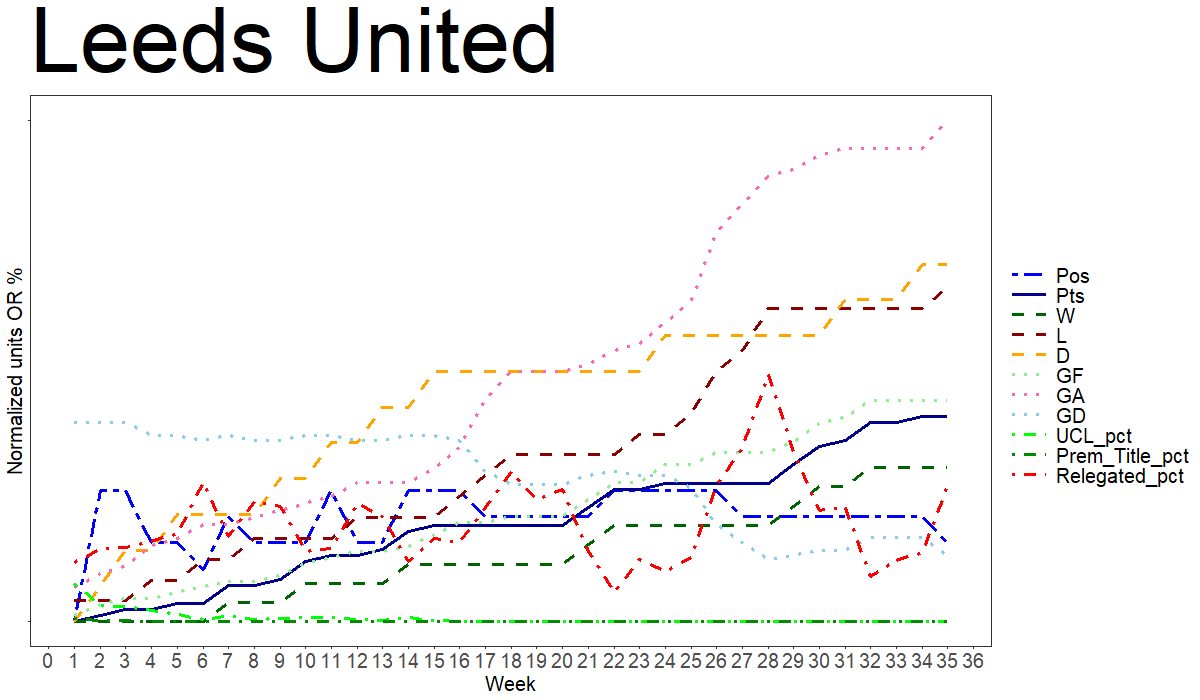 Leeds United
Normalized units OR %
Pos
Pts
W
L
D
GF
GA
GD
UCL_pct
Prem_Title_pct
Relegated_pct
0 1 2 3 4 5 6 7 8 9 10 11 12 13 14 15 16 17 18 19 20 21 22 23 24 25 26 27 28 29 30 31 32 33 34 35 36
Week